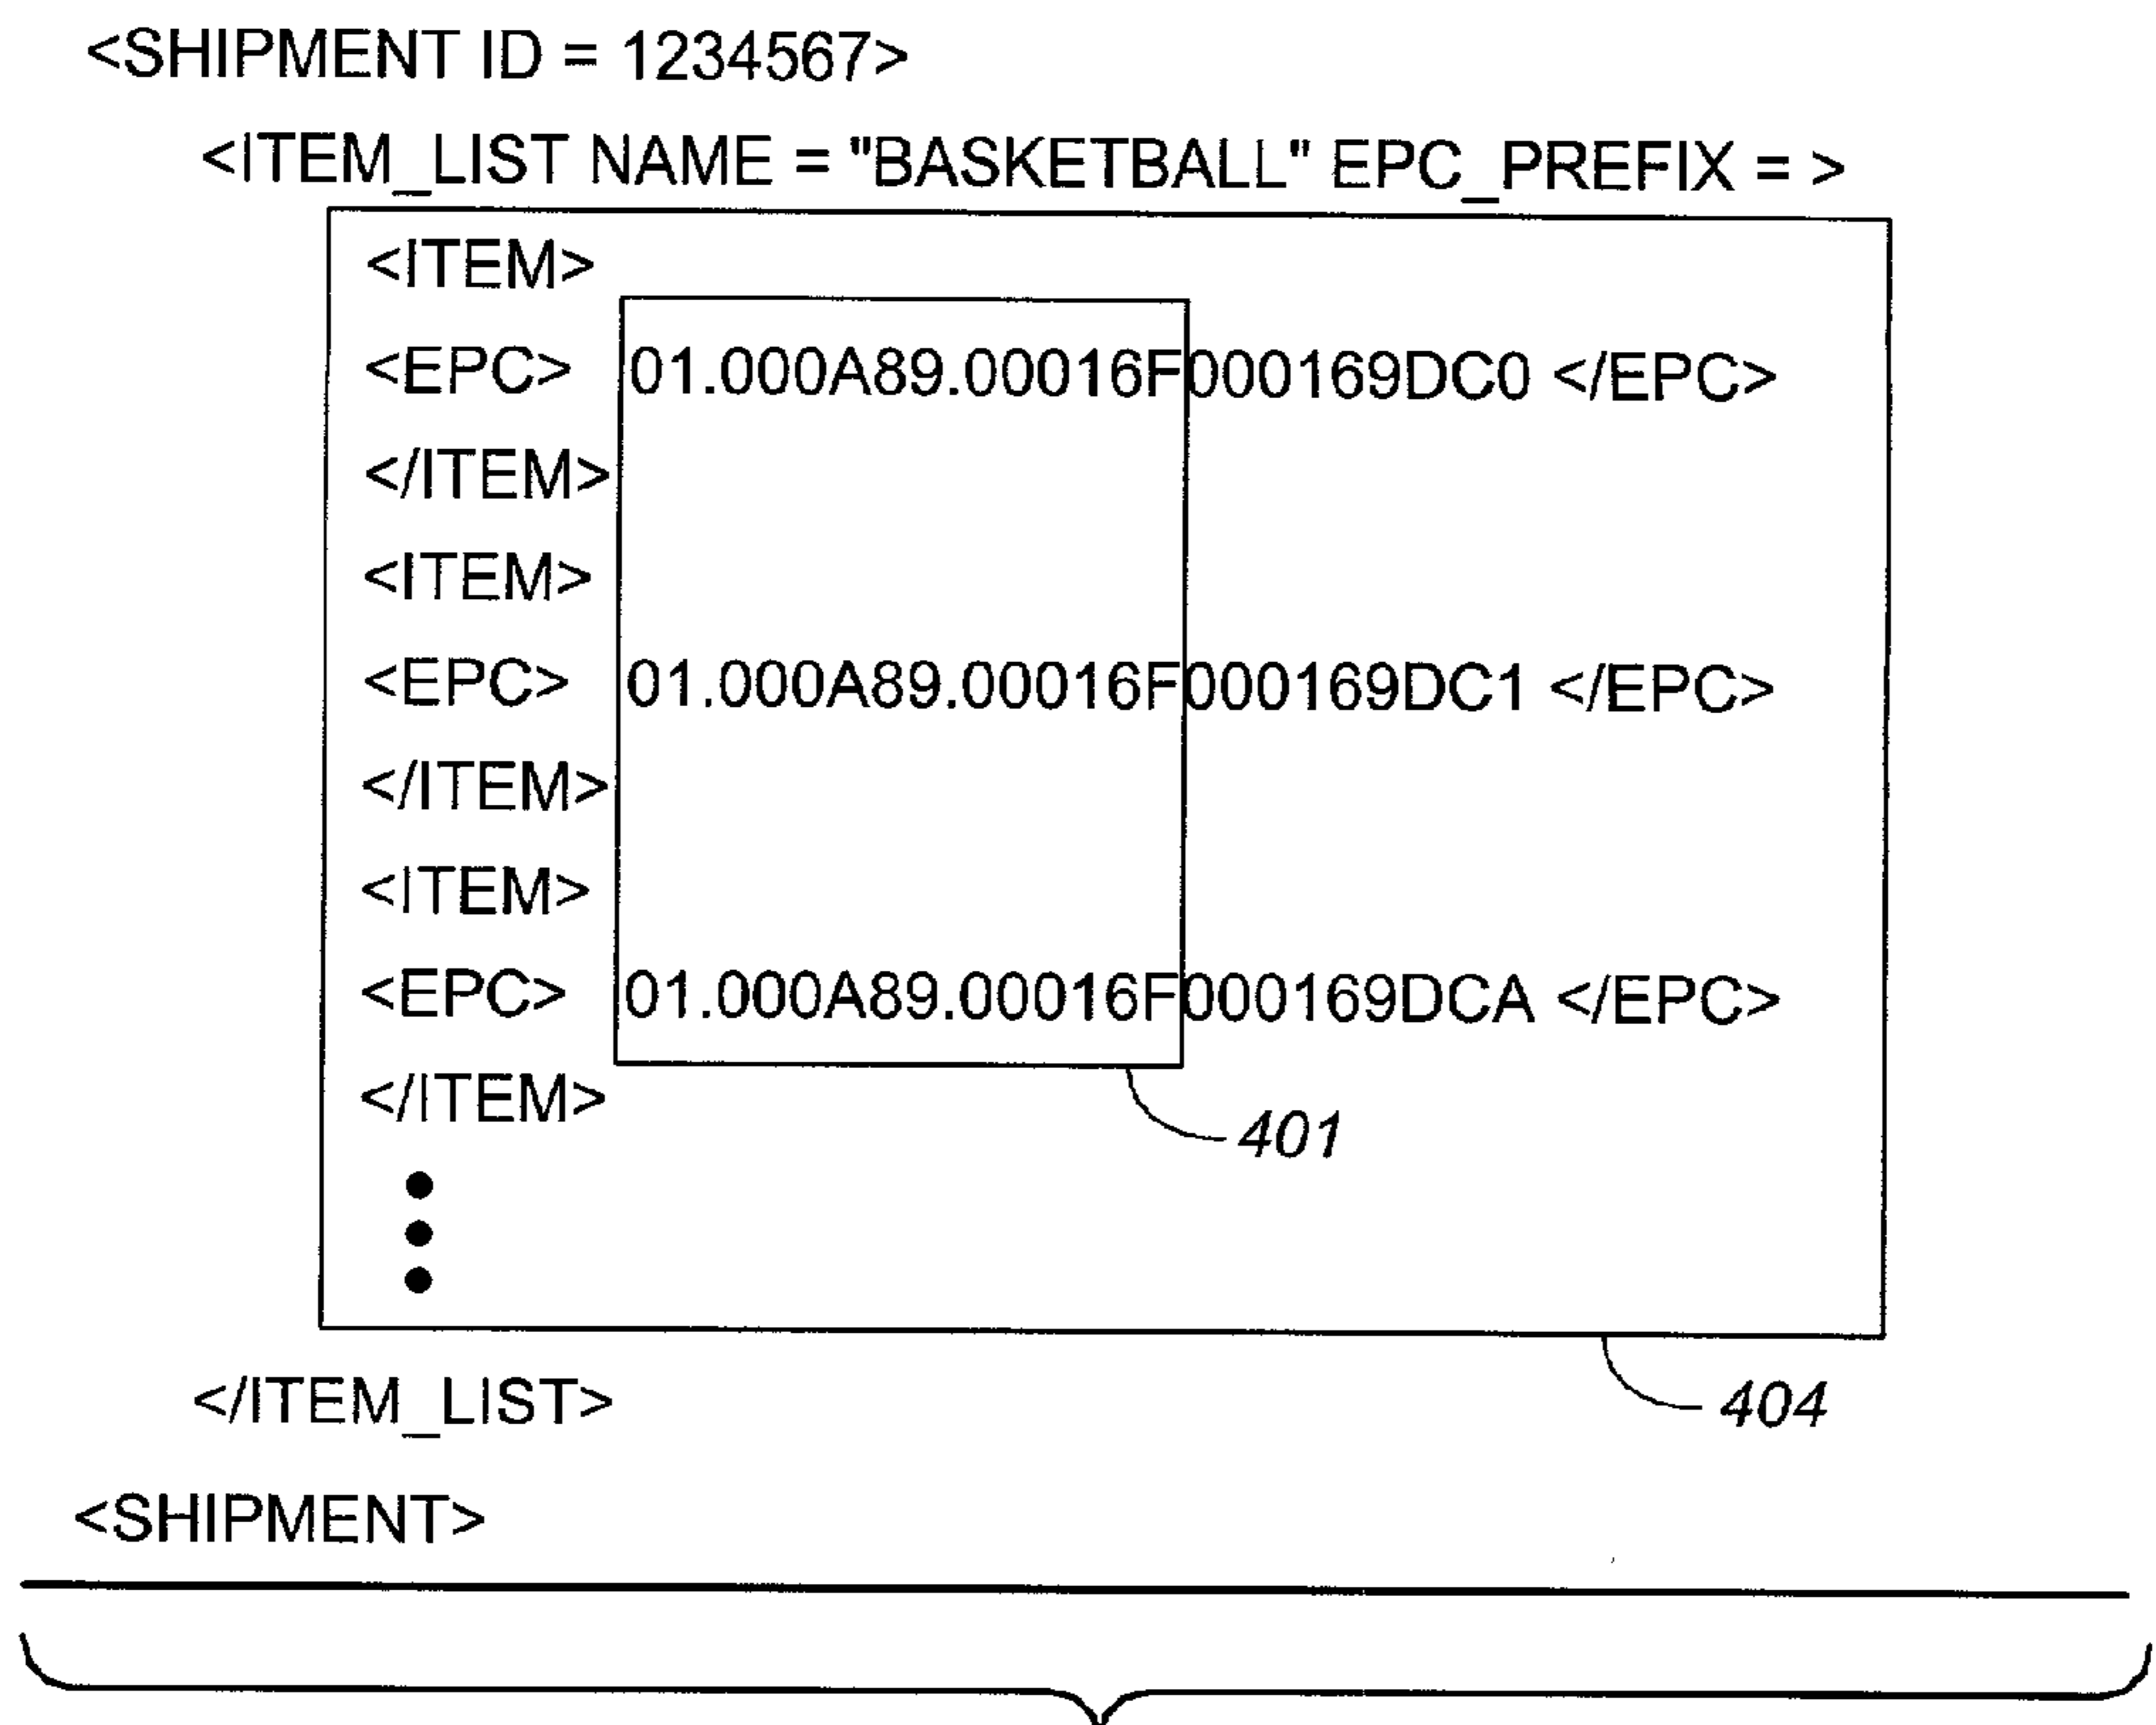 <SHIPMENT ID = 1234567>
<ITEM_LIST NAME = "BASKETBALL" EPC_PREFIX = >
<ITEM>
<EPC> 01.000A89.00016F000169DC0 </EPC>
</ITEM>
<ITEM>
<EPC> 01.000A89.00016F000169DC1 </EPC>
</ITEM>
<ITEM>
<EPC> 01.000A89.00016F000169DCA </EPC>
</ITEM>
401
</ITEM_LIST>
404
<SHIPMENT>